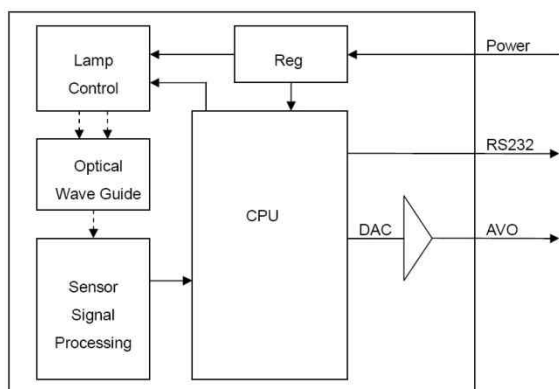 Lamp
Control
Reg
Power
Optical
Wave Guide
CPU
RS232
DAC
AVO
Sensor
Signal
Processing